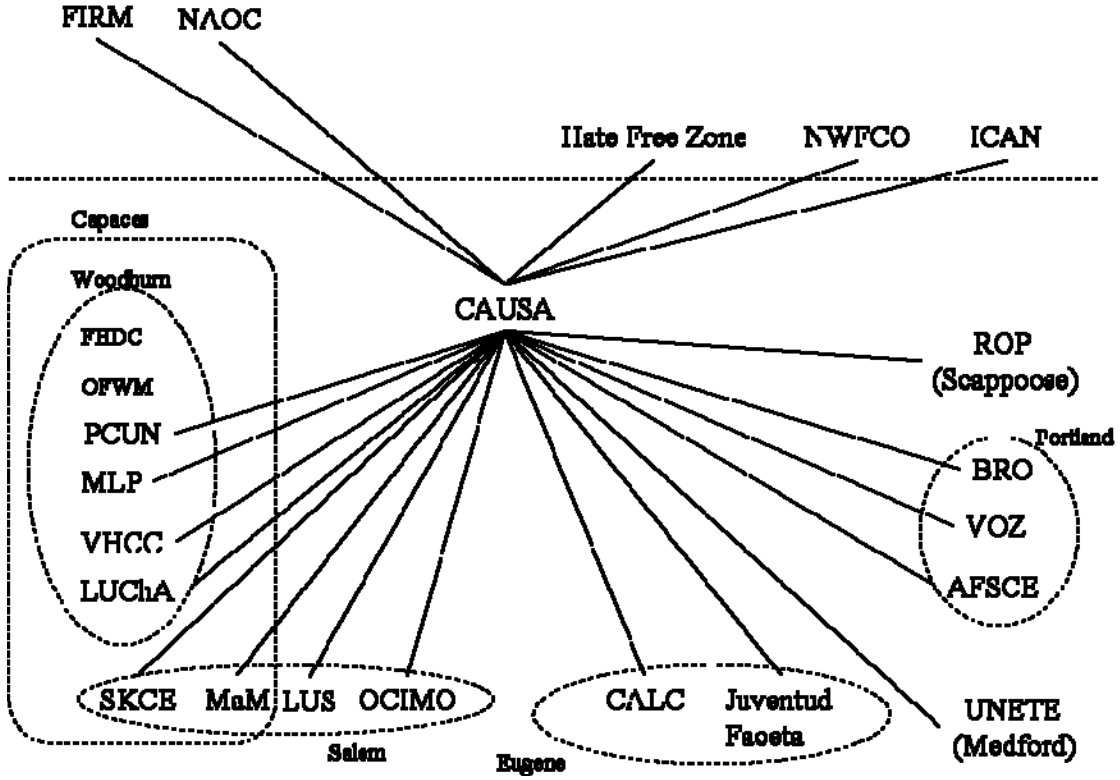 FIRM NAOC
Hate Free Zone NWFCO ICAN
Capaces
Woodburn
CAUSA
FHDC
ROP
(Scappoose)
OFWM
PCUN
Portland
BRO
MLP
VOZ
VHCC
LUChA
AFSCE
SKCE MaM LUS OCIMO
CALC Juventud
Faceta
UNETE
(Medford)
Salem
Eugene